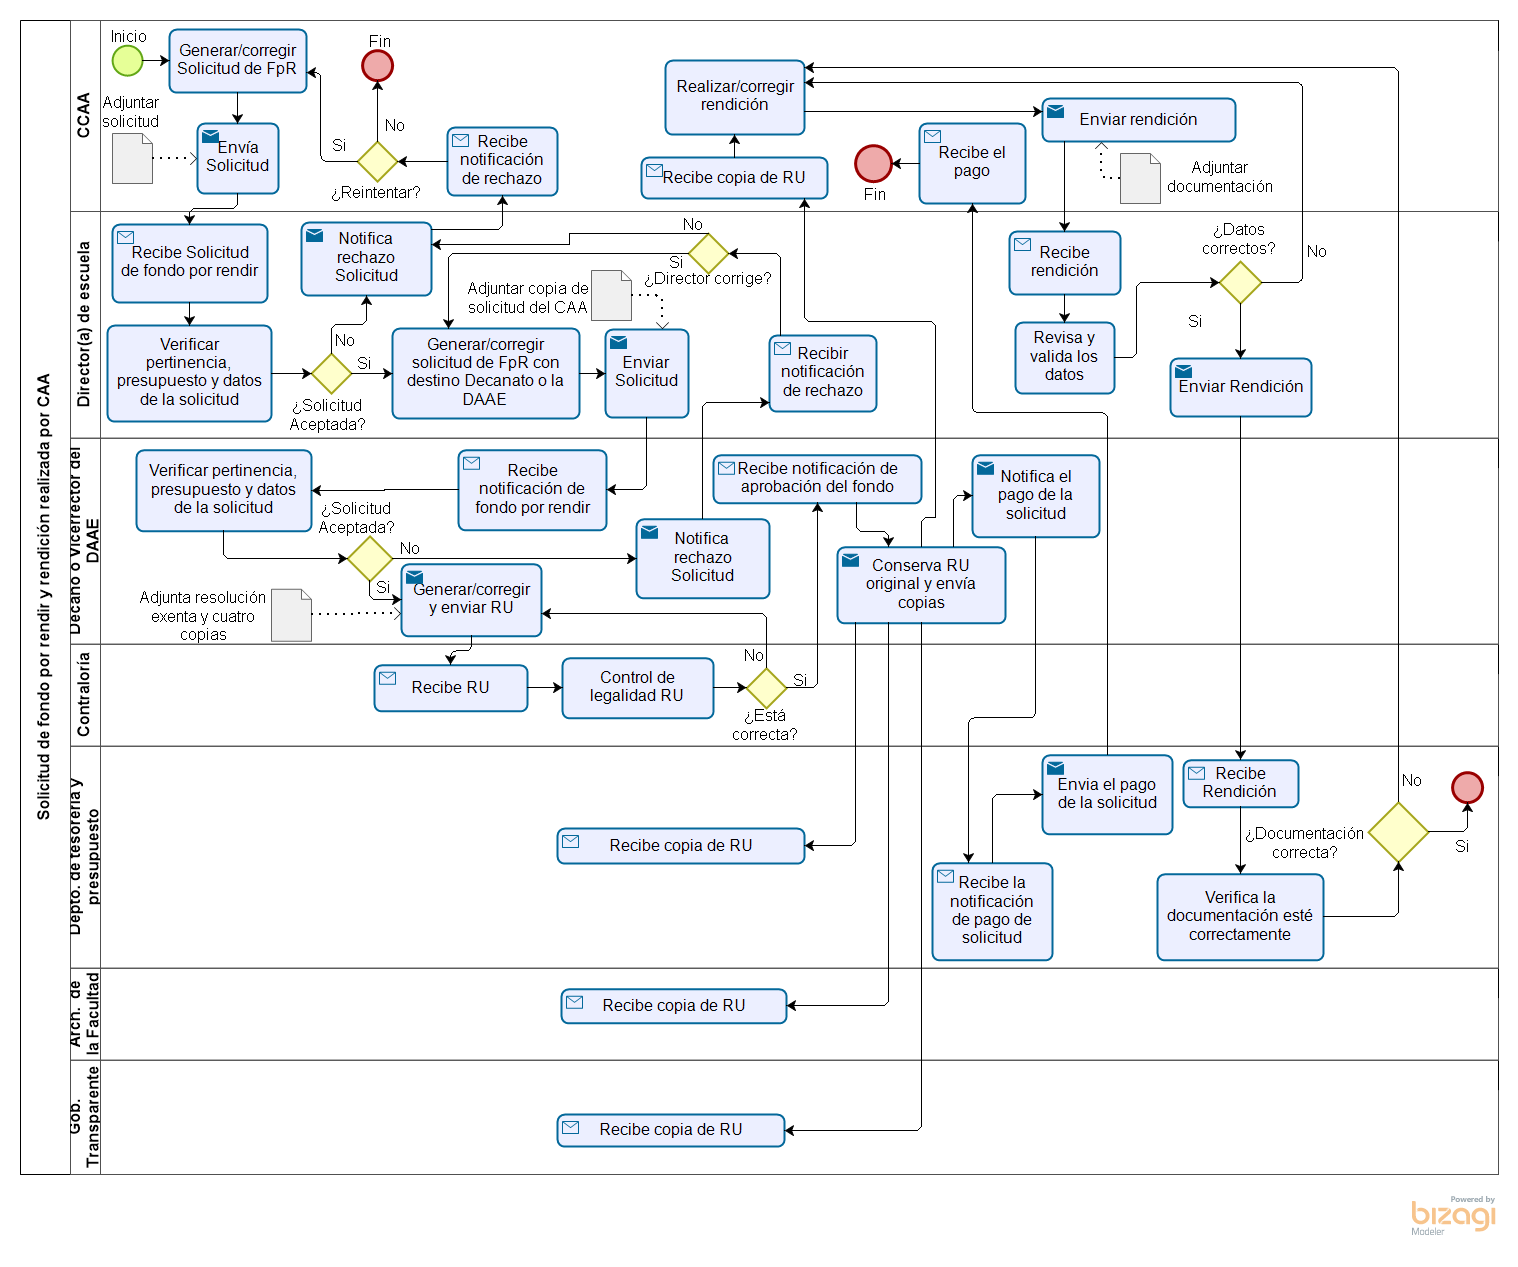 Solicitud de fondo por rendir y rendición realizada por CAA
CCAA
Inicio
Generar/corregir
Solicitud de FpR
Adjuntar
solicitud
Envía
Solicitud
Fin
No
Si
¿Reintentar?
Recibe
notificación
de rechazo
Realizar/corregir
rendición
Recibe copia de RU
Fin
Recibe el
pago
Enviar rendición
Adjuntar
documentación
Director(a) de escuela
Recibe Solicitud
de fondo por rendir
Verificar
pertinencia,
presupuesto y datos
de la solicitud
Notifica
rechazo
Solicitud
No
Si
¿Solicitud
Aceptada?
Generar/corregir
solicitud de FpR con
destino Decanato o la
DAAE
No
Si
¿Director corrige?
Adjuntar copia de
solicitud del CAA
Enviar
Solicitud
Recibir
notificación
de rechazo
Recibe
rendición
Revisa y
valida los
datos
¿Datos
correctos?
No
Si
Enviar Rendición
Decano o Vicerrector del
DAAE
Verificar pertinencia,
presupuesto y datos
de la solicitud
¿Solicitud
Aceptada?
No
Si
Recibe
notificación de
fondo por rendir
Notifica
rechazo
Solicitud
Adjunta resolución
exenta y cuatro
copias
Generar/corregir
y enviar RU
Recibe notificación de
aprobación del fondo
Conserva RU
original y envía
copias
Notifica el
pago de la
solicitud
Contraloría
Recibe RU
Control de
legalidad RU
No
Si
¿Está
correcta?
Depto. de tesorería y
presupuesto
Recibe copia de RU
Recibe la
notificación
de pago de
solicitud
Envia el pago
de la solicitud
Recibe
Rendición
Verifica la
documentación esté
correctamente
¿Documentación
correcta?
No
Si
Arch. de
la Facultad
Recibe copia de RU
Gob.
Transparente
Recibe copia de RU
Powered by
bizagi
Modeler